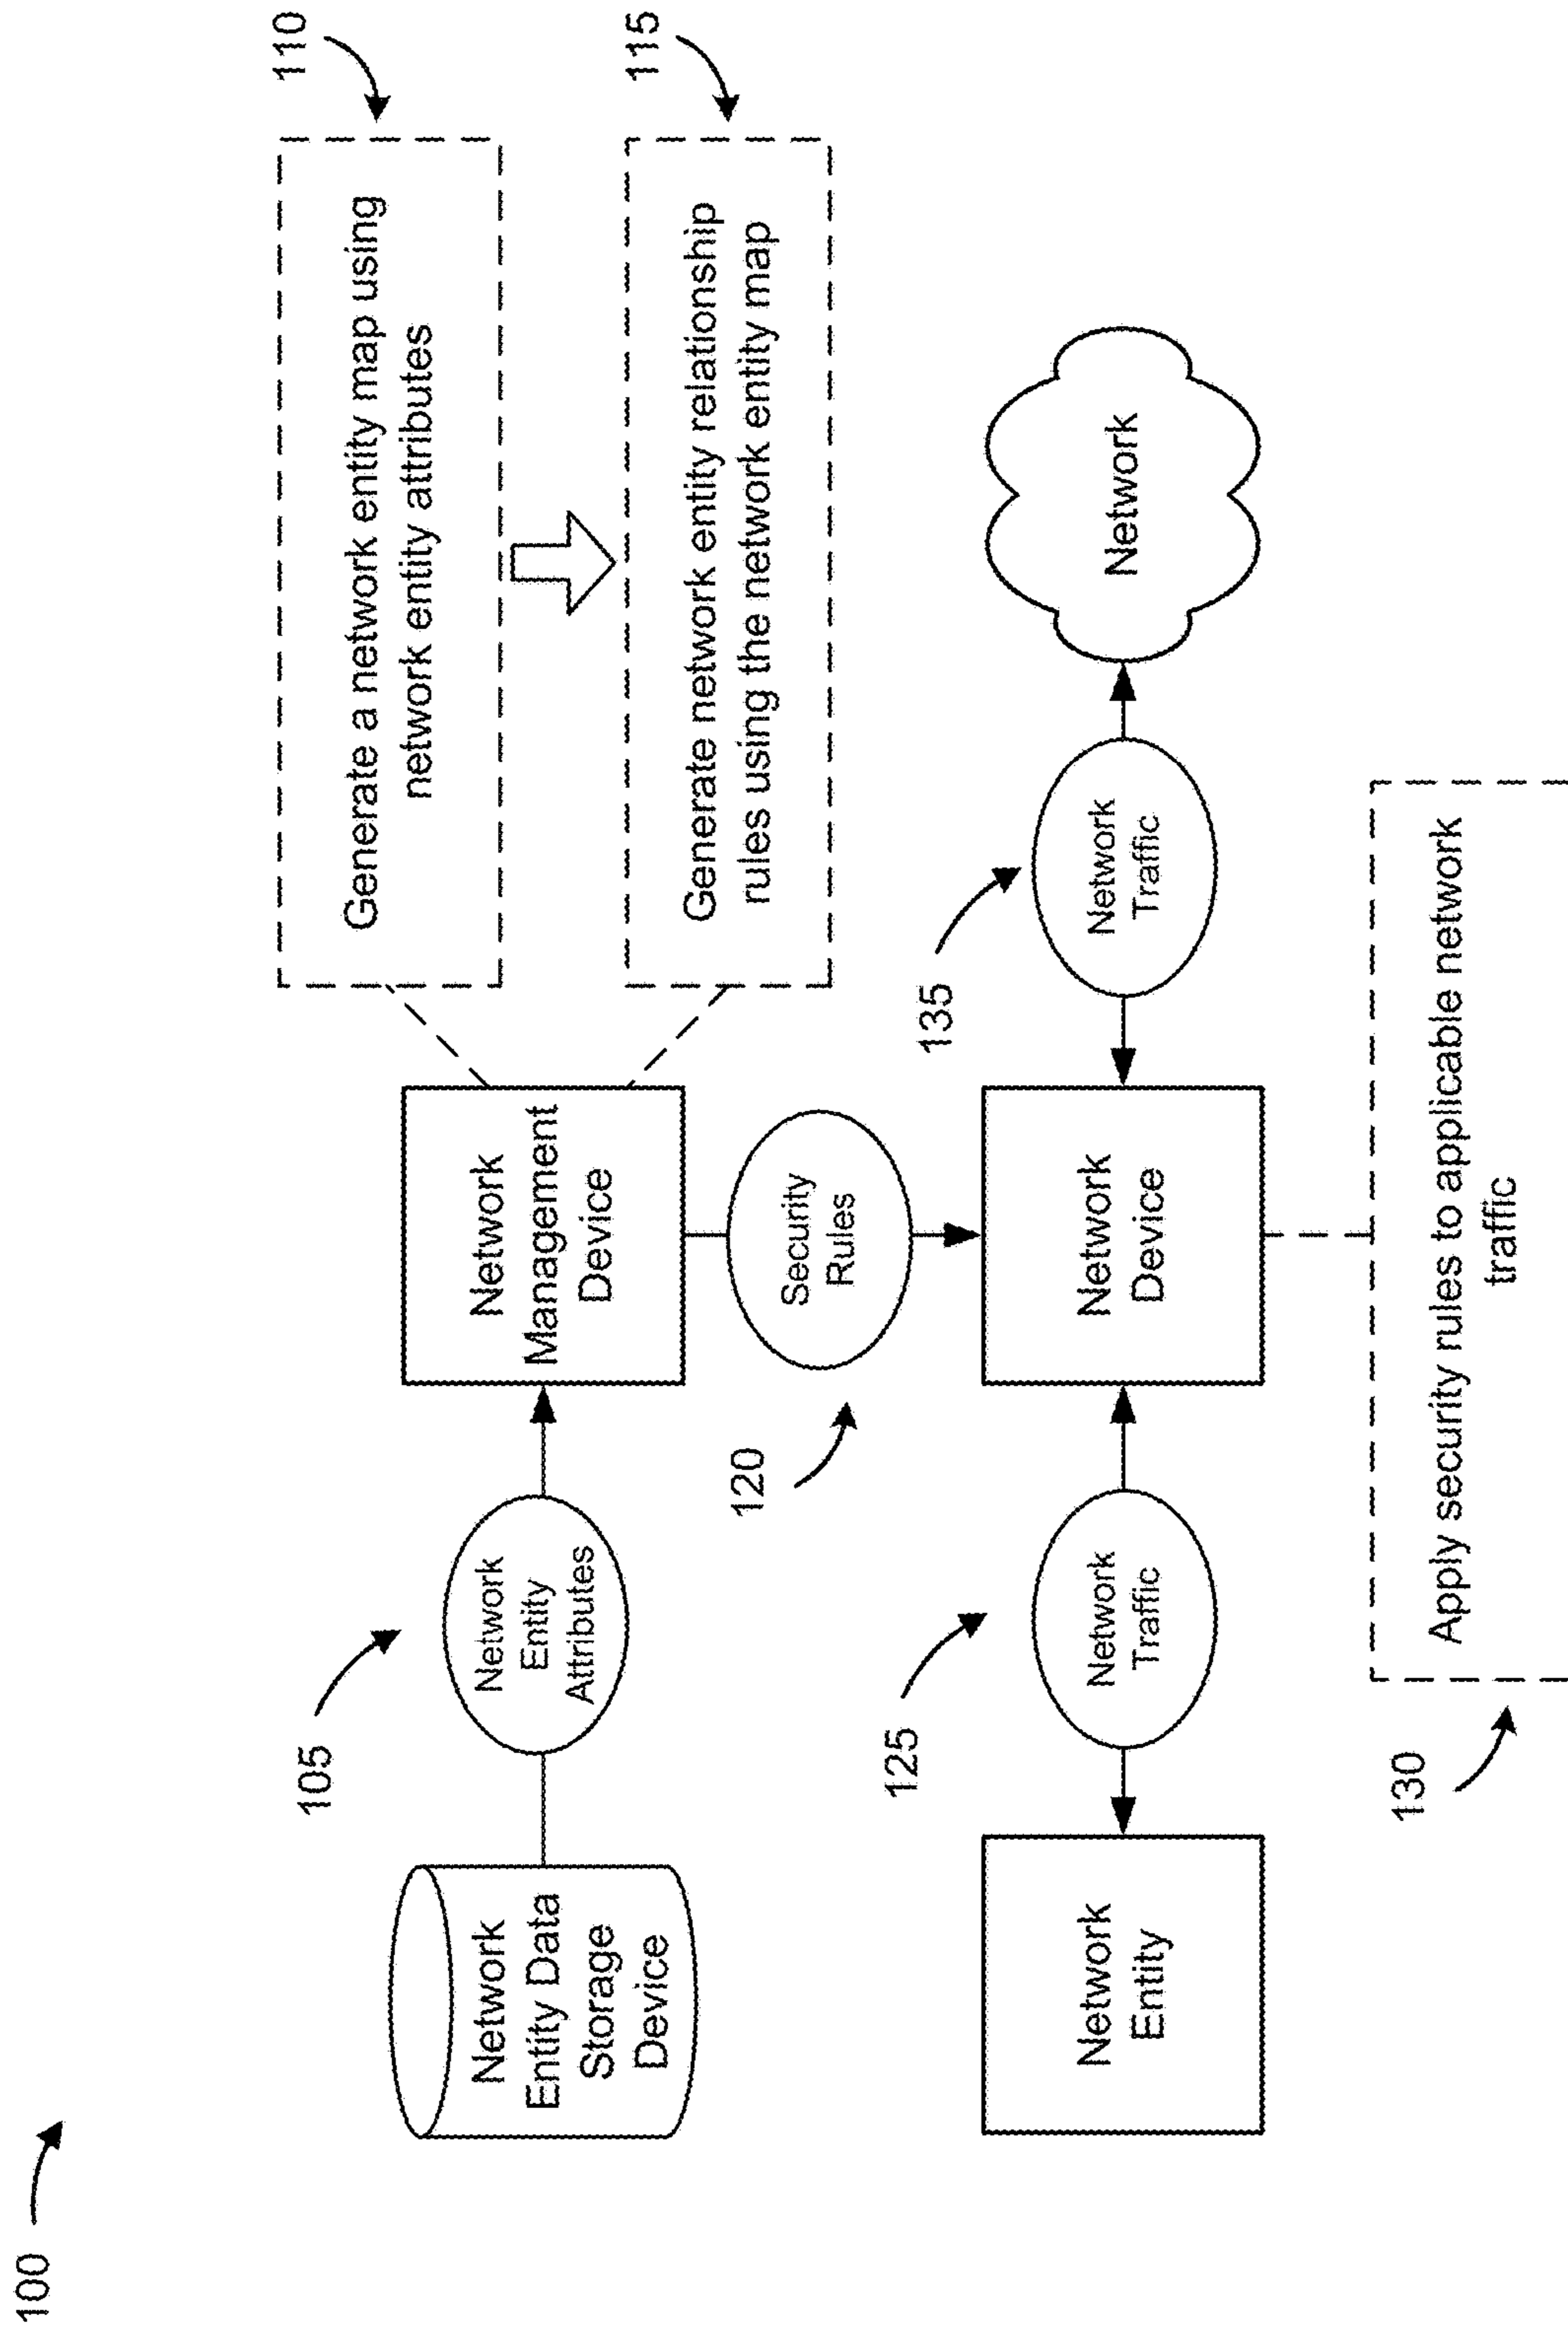 100
105
110
Generate a network entity map using
network entity attributes
115
Generate network entity relationship
rules using the network entity map
Network
Entity Data
Storage
Device
Network
Entity
Attributes
Network
Management
Device
120
Security
Rules
125
135
Network
Entity
Network
Traffic
Network
Device
Network
Traffic
Network
130
Apply security rules to applicable network
traffic